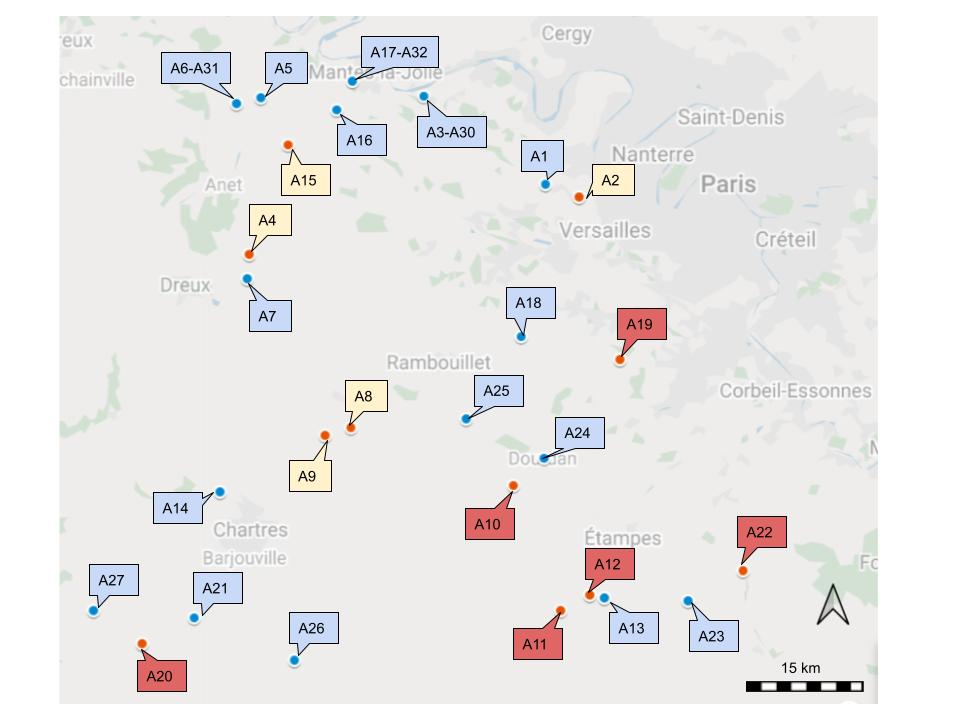 Cergy
reux
A17-A32
A6-A31
A5
Mantes-la-Jolie
chainville
Saint-Denis
A3-A30
A16
A1
Nanterre
A15
A2
Anet
Paris
A4
Versailles
Créteil
Dreux
A7
A18
A19
Rambouillet
A25
Corbeil-Essonnes
A8
A24
Dourdan
A9
A14
A10
Chartres
A22
Étampes
Barjouville
A12
Fo
A27
A21
A26
A13
A23
A11
A20
15 km